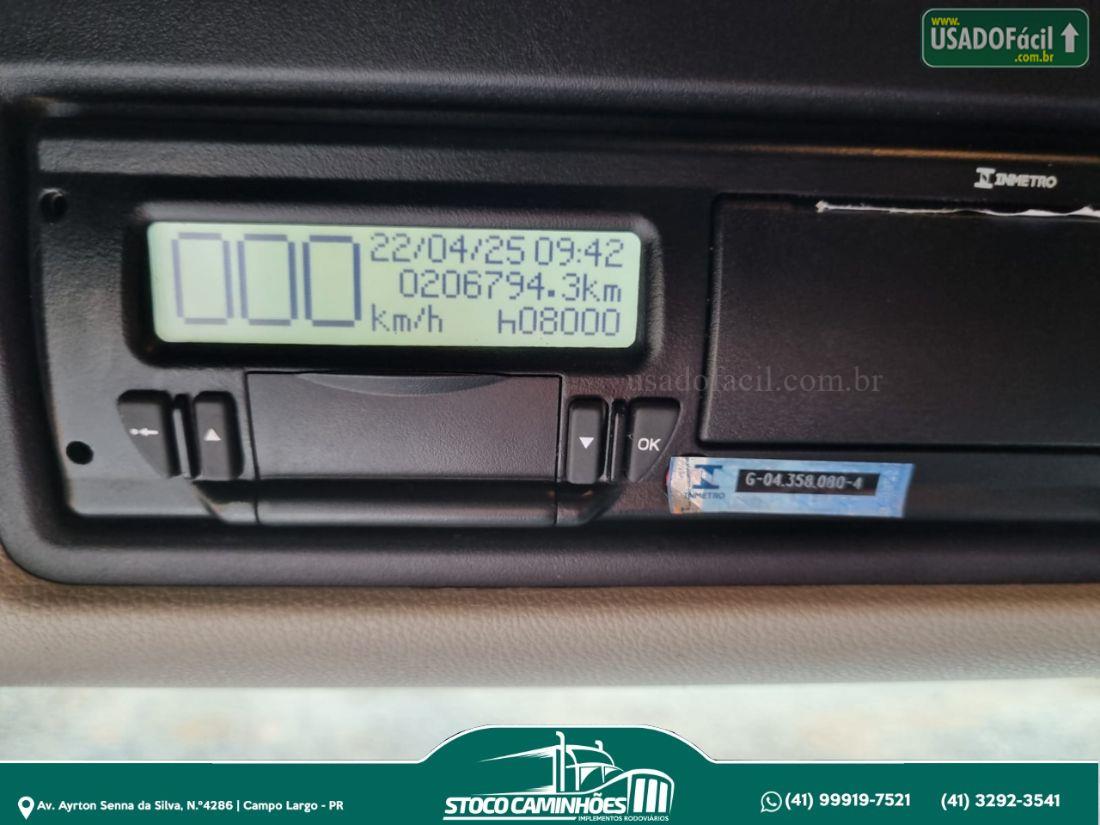 www.
USADOFácil
.com.br
INMETRO
000
22/04/25 09:42
0206794.3km
km/h
h08000
usadofacil.com.br
OK
INMETRO
G-04.358.080-4
STOCO CAMINHÕES
IMPLEMENTOS RODOVIÁRIOS
Av. Ayrton Senna da Silva, N.°4286 | Campo Largo - PR
(41) 99919-7521
(41) 3292-3541